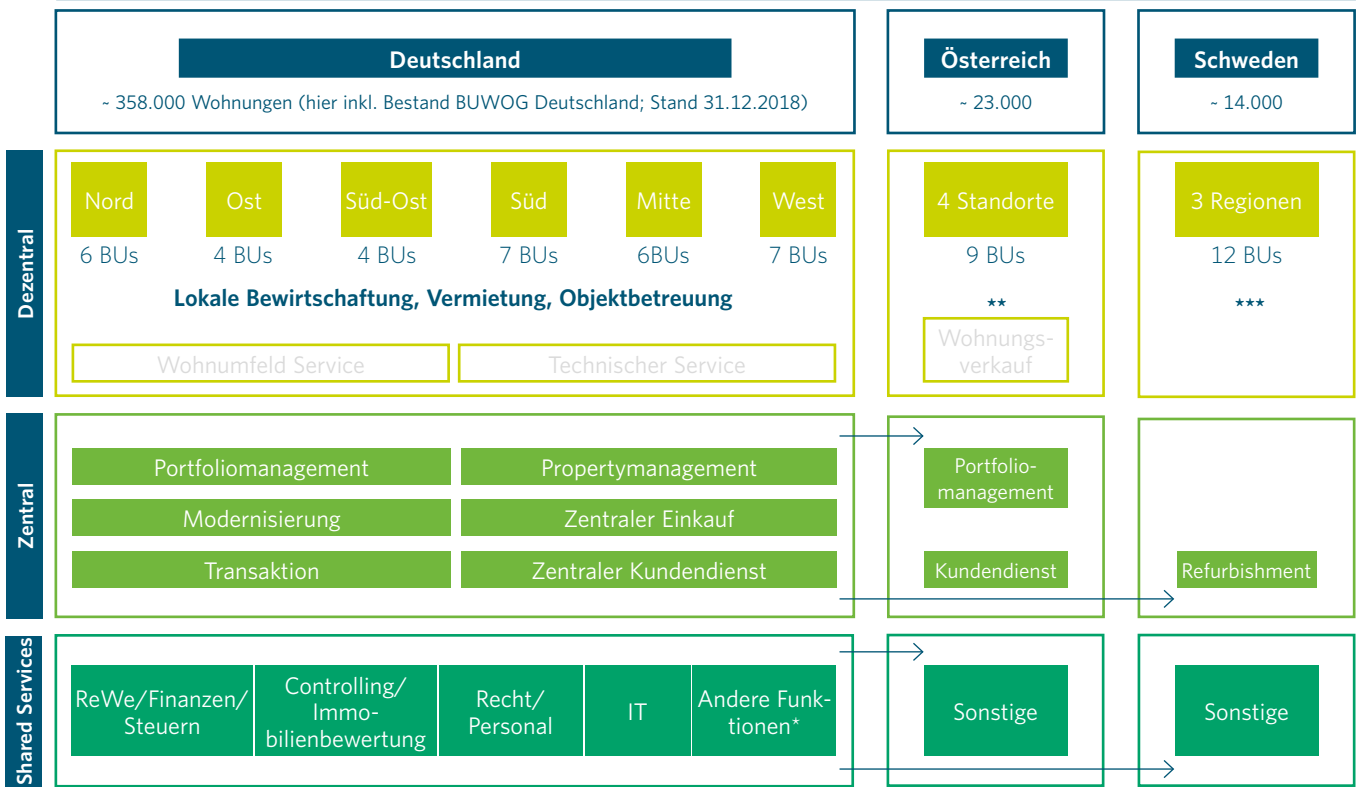 Deutschland
~ 358.000 Wohnungen (hier inkl. Bestand BUWOG Deutschland; Stand 31.12.2018)
Österreich
~ 23.000
Schweden
~ 14.000
Dezentral
Nord
Ost
Süd-Ost
Süd
Mitte
West
6 BUs
4 BUs
4 BUs
7 BUs
6BUs
7 BUs
Lokale Bewirtschaftung, Vermietung, Objektbetreuung
Wohnumfeld Service
Technischer Service
4 Standorte
9 BUs
**
Wohnungs-
verkauf
3 Regionen
12 BUs
***
Zentral
Portfoliomanagement
Propertymanagement
Modernisierung
Zentraler Einkauf
Transaktion
Zentraler Kundendienst
Portfolio-
management
Kundendienst
Refurbishment
Shared Services
ReWe/Finanzen/
Steuern
Controlling/
Immo-
bilienbewertung
Recht/
Personal
IT
Andere Funk-
tionen*
Sonstige
Sonstige